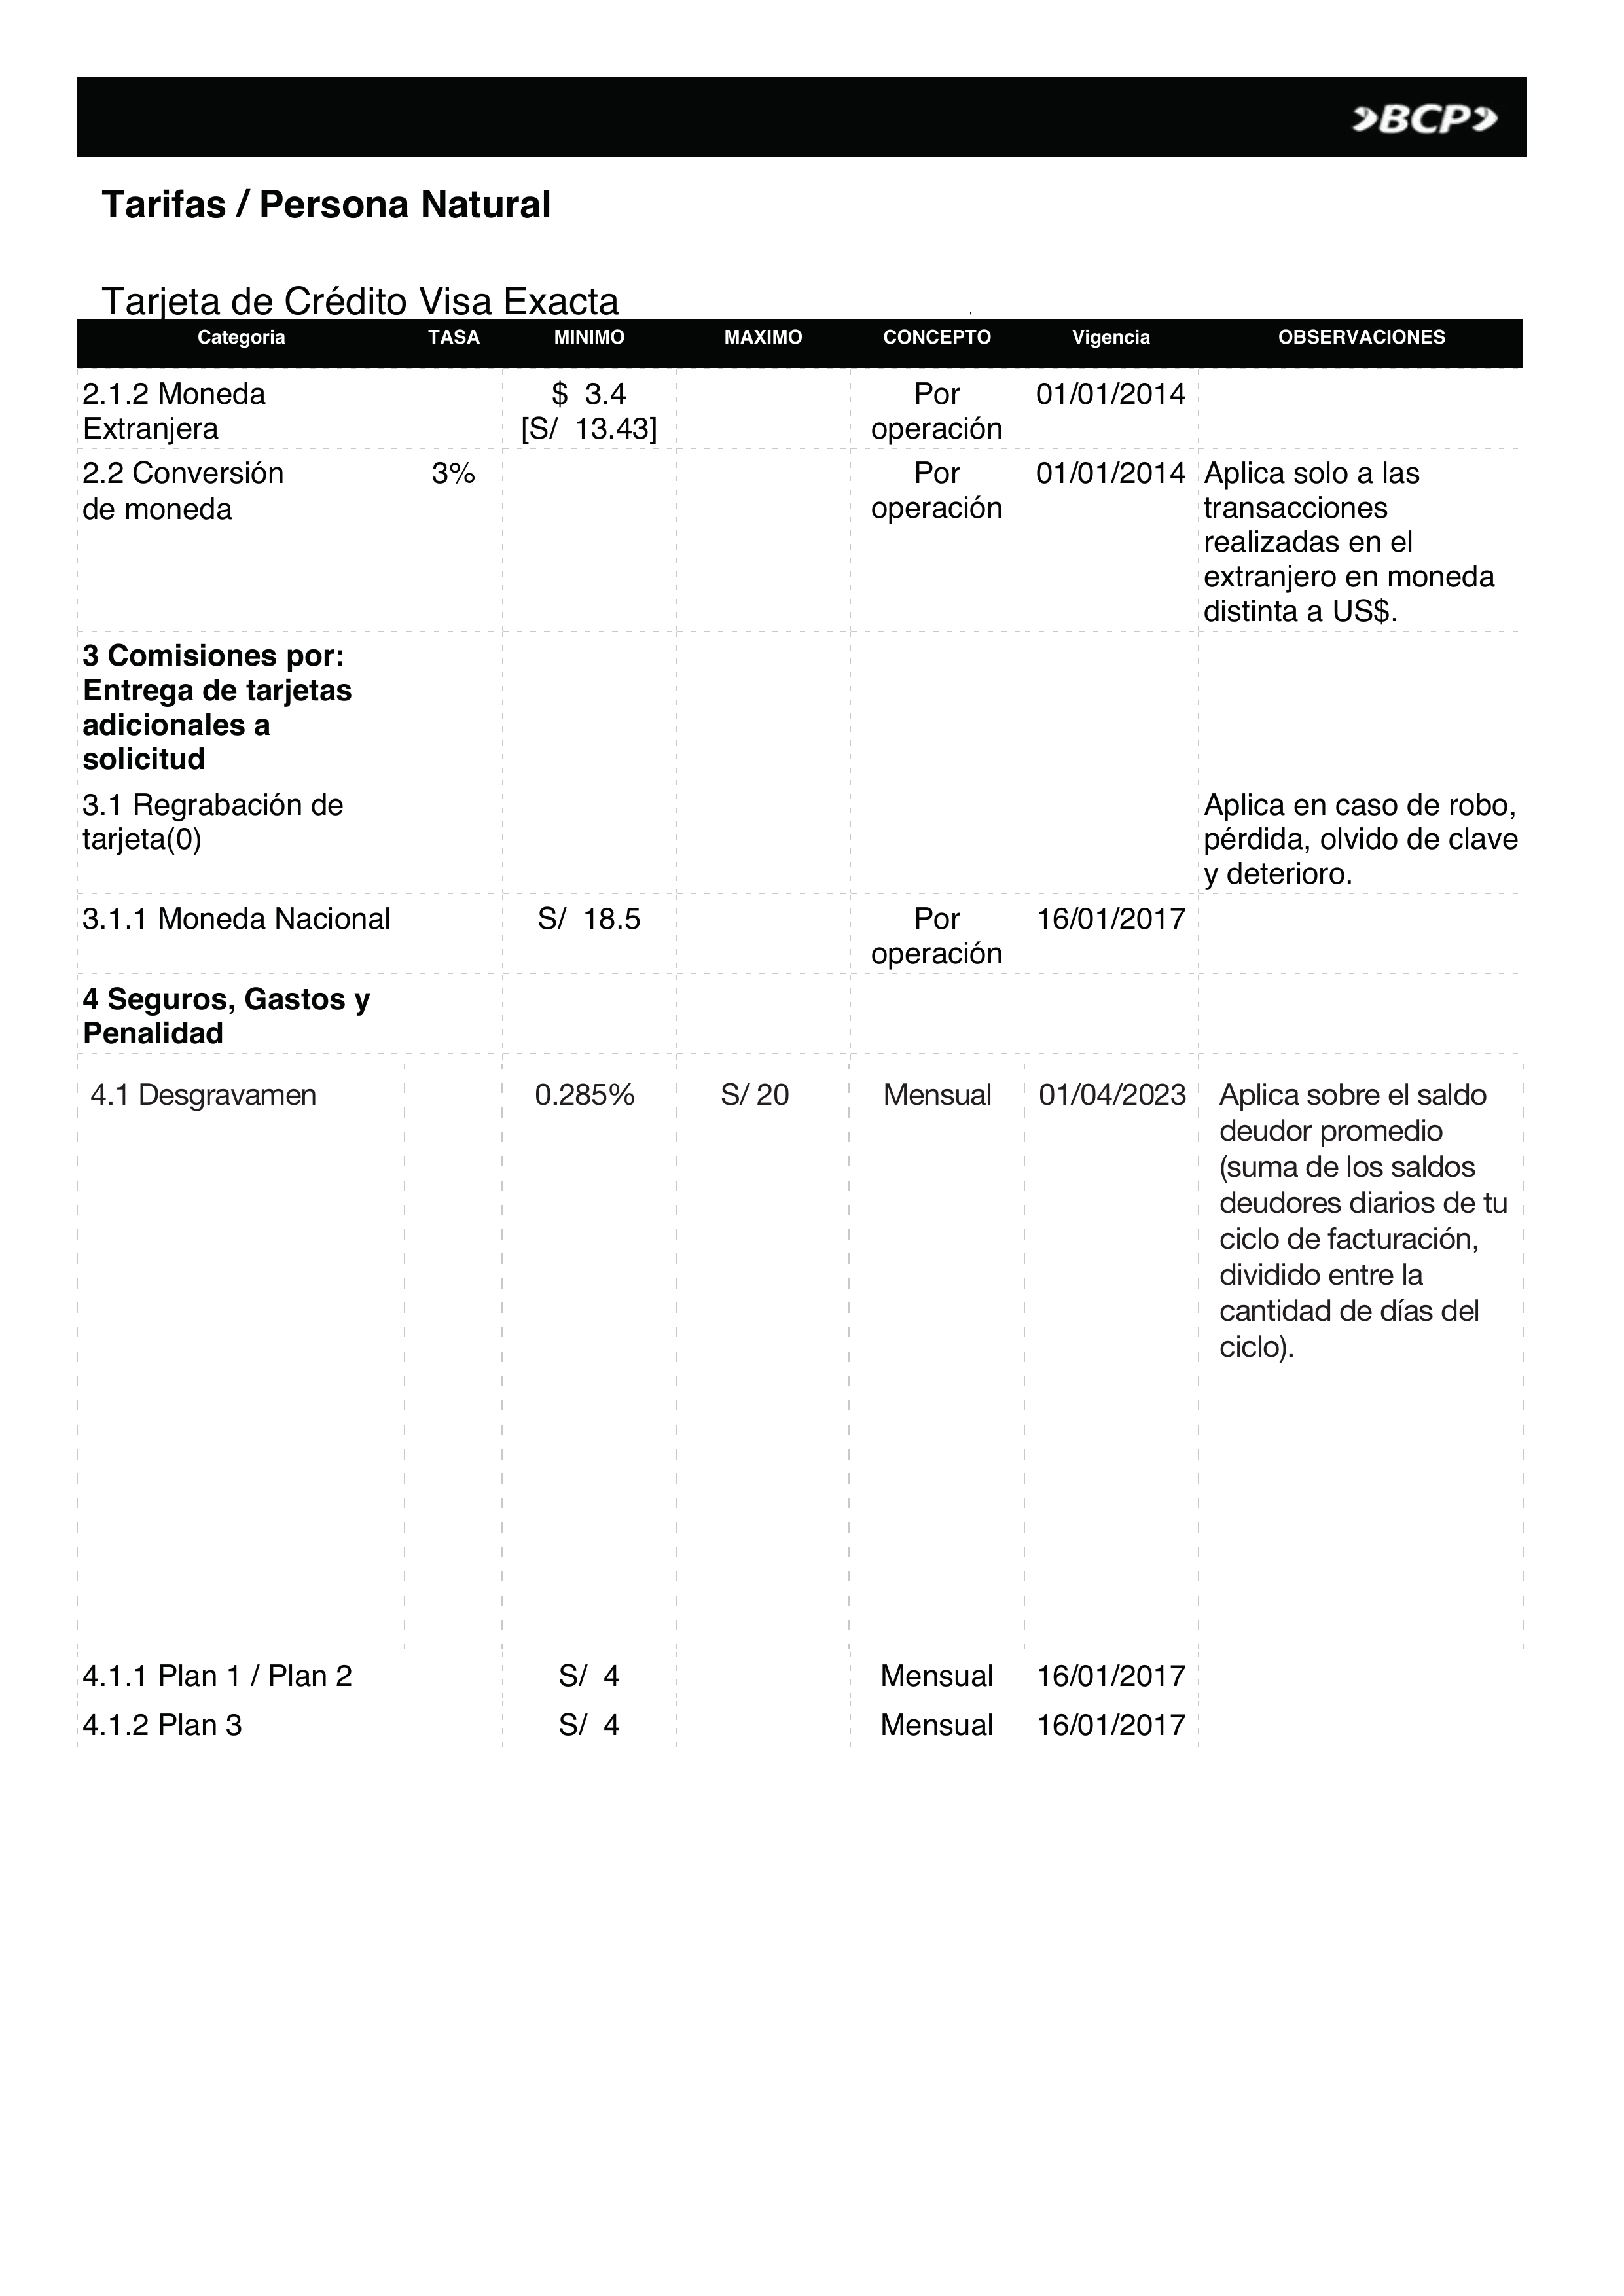 BCP
Tarifas / Persona Natural
Tarjeta de Crédito Visa Exacta
Categoria TASA MINIMO MAXIMO CONCEPTO Vigencia OBSERVACIONES
2.1.2 Moneda $ 3.4 Por 01/01/2014
Extranjera [S/ 13.43] operación
2.2 Conversión 3% Por 01/01/2014 Aplica solo a las
de moneda operación transacciones
realizadas en el
extranjero en moneda
distinta a US$.
3 Comisiones por:
Entrega de tarjetas
adicionales a
solicitud
3.1 Regrabación de Aplica en caso de robo,
tarjeta(0) pérdida, olvido de clave
y deterioro.
3.1.1 Moneda Nacional S/ 18.5 Por 16/01/2017
operación
4 Seguros, Gastos y
Penalidad
4.1 Desgravamen 0.285% S/ 20 Mensual 01/04/2023 Aplica sobre el saldo
deudor promedio
(suma de los saldos
deudores diarios de tu
ciclo de facturación,
dividido entre la
cantidad de días del
ciclo).
4.1.1 Plan 1 / Plan 2 S/ 4 Mensual 16/01/2017
4.1.2 Plan 3 S/ 4 Mensual 16/01/2017